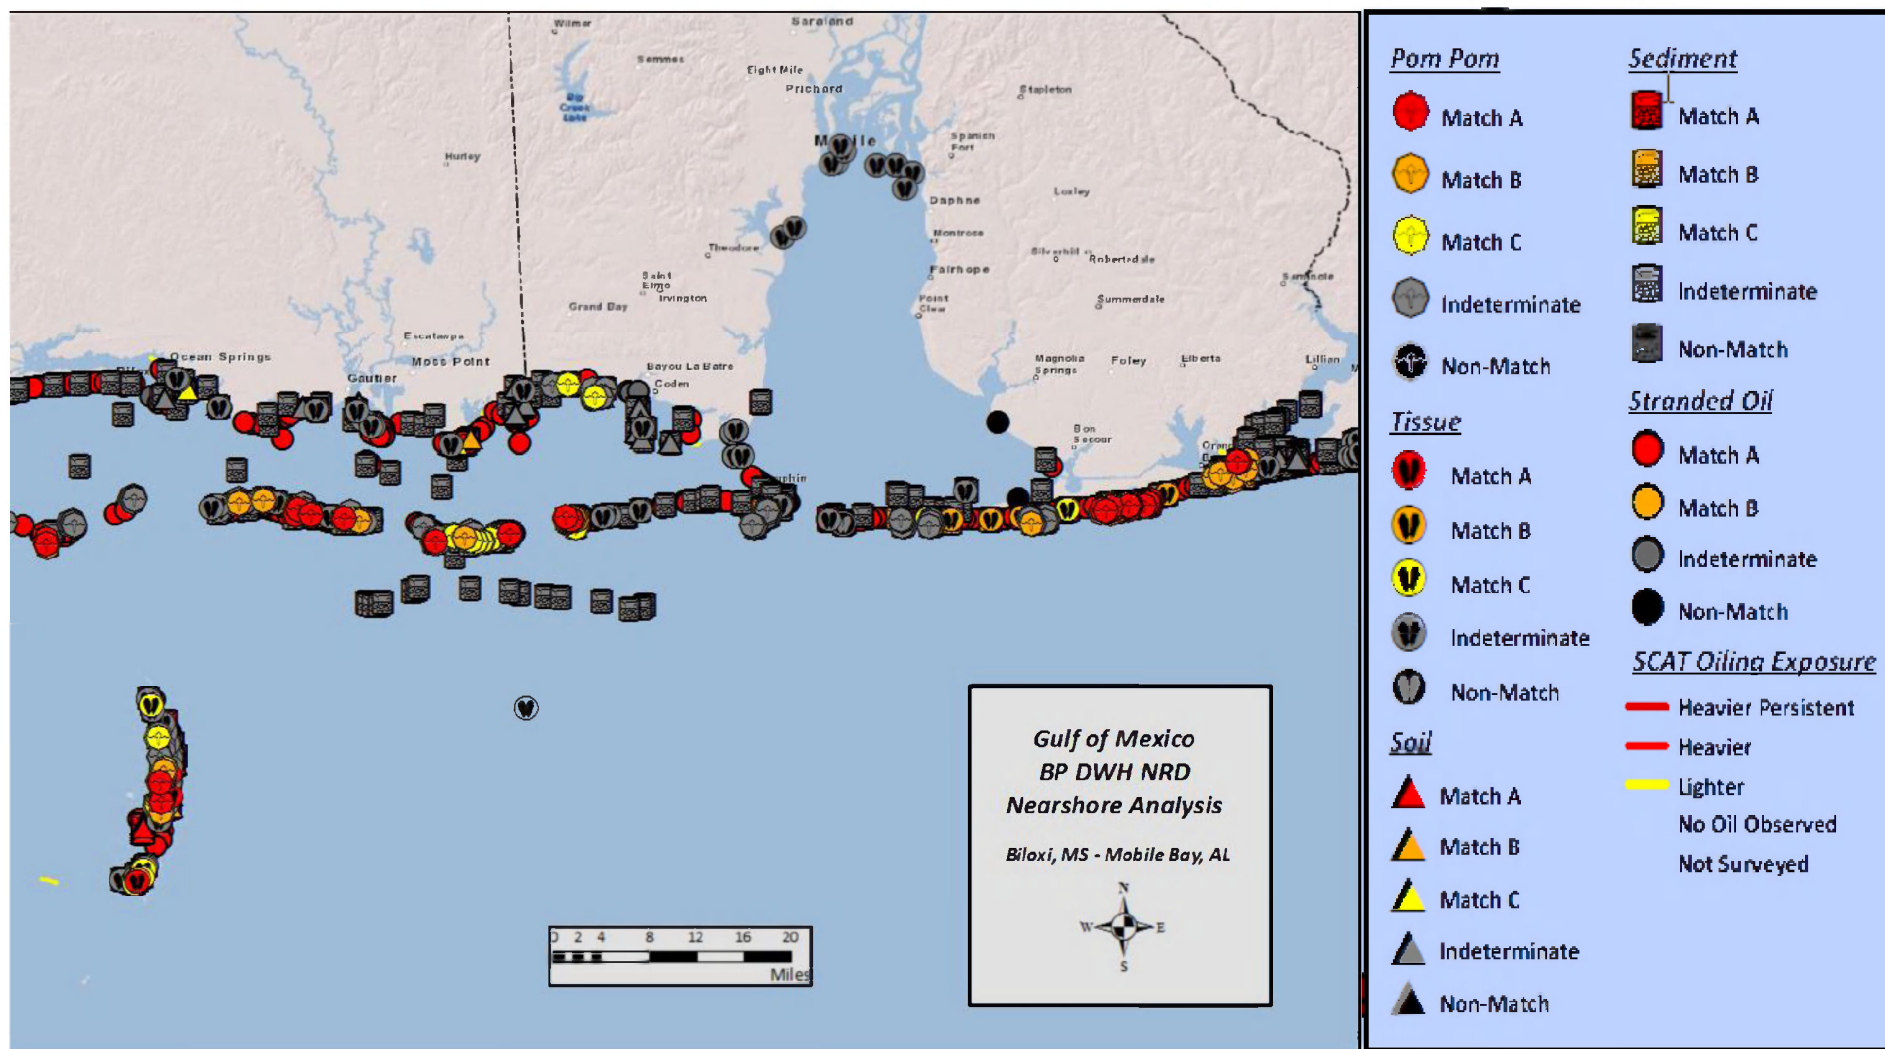 Wilmer
Saraland
Semmes
Eight Mile
Prichard
Big
Creek
Lake
Stapleton
Spanish
Fort
Hurley
Loxley
Daphne
Montrose
Theodore
Silverhill
Robertsdale
Fairhope
Saint
Elmo
Irvington
Seminole
Grand Bay
Point
Clear
Summerdale
Escatawpa
Ocean Springs
Moss Point
Gautier
Bayou La Batre
Coden
Magnolia
Springs
Foley
Elberta
Lillian
Bon
Secour
Gulf of Mexico
BP DWH NRD
Nearshore Analysis
Biloxi, MS - Mobile Bay, AL
N
W E
S
0 2 4 8 12 16 20
Miles
Pom Pom
Match A
Match B
Match C
Indeterminate
Non-Match
Tissue
Match A
Match B
Match C
Indeterminate
Non-Match
Soil
Match A
Match B
Match C
Indeterminate
Non-Match
Sediment
Match A
Match B
Match C
Indeterminate
Non-Match
Stranded Oil
Match A
Match B
Indeterminate
Non-Match
SCAT Oiling Exposure
Heavier Persistent
Heavier
Lighter
No Oil Observed
Not Surveyed